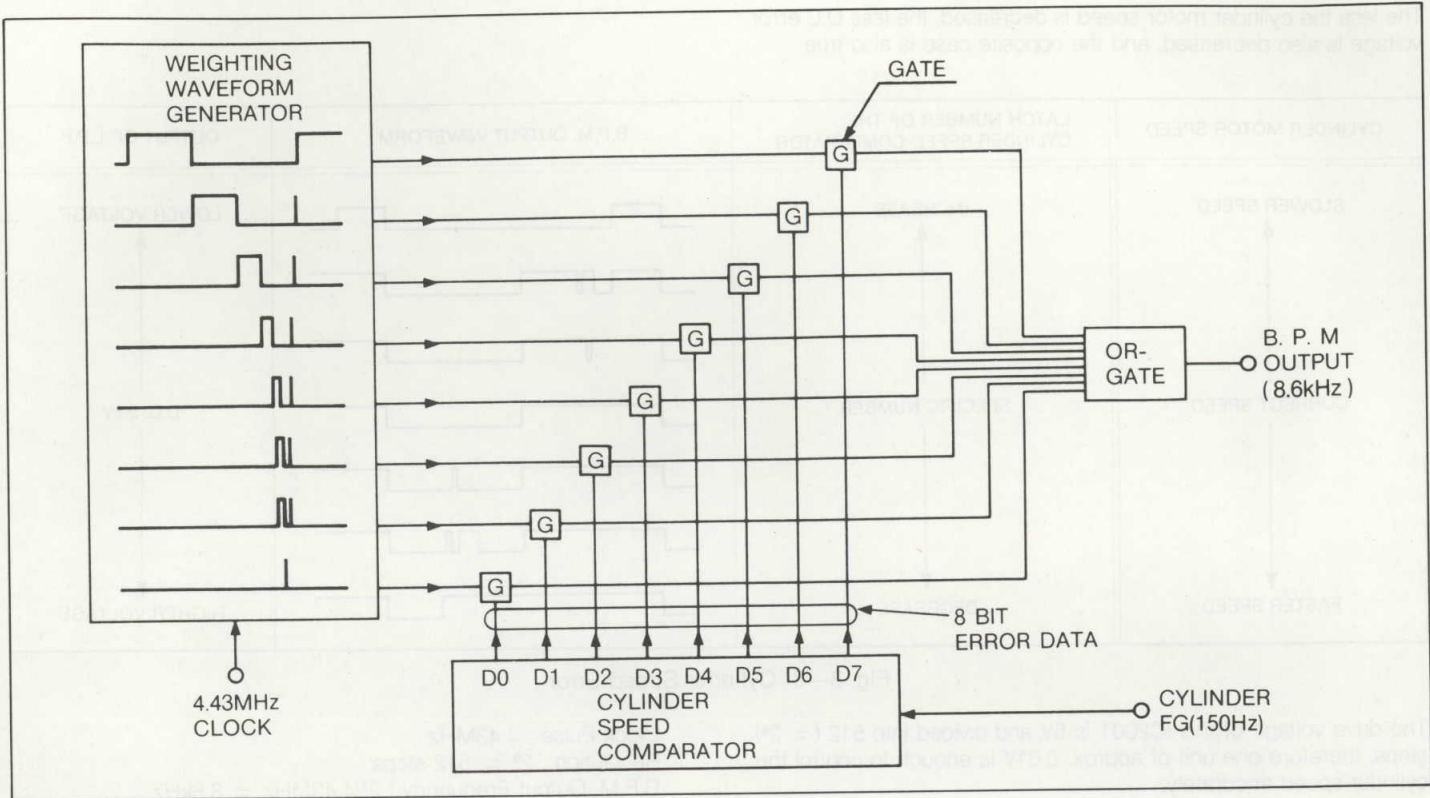 WEIGHTING
WAVEFORM
GENERATOR
GATE
G
G
G
G
G
G
G
G
OR-
GATE
B. P. M
OUTPUT
(8.6kHz)
8 BIT
ERROR DATA
D0 D1 D2 D3 D4 D5 D6 D7
CYLINDER
SPEED
COMPARATOR
4.43MHz
CLOCK
CYLINDER
FG(150Hz)